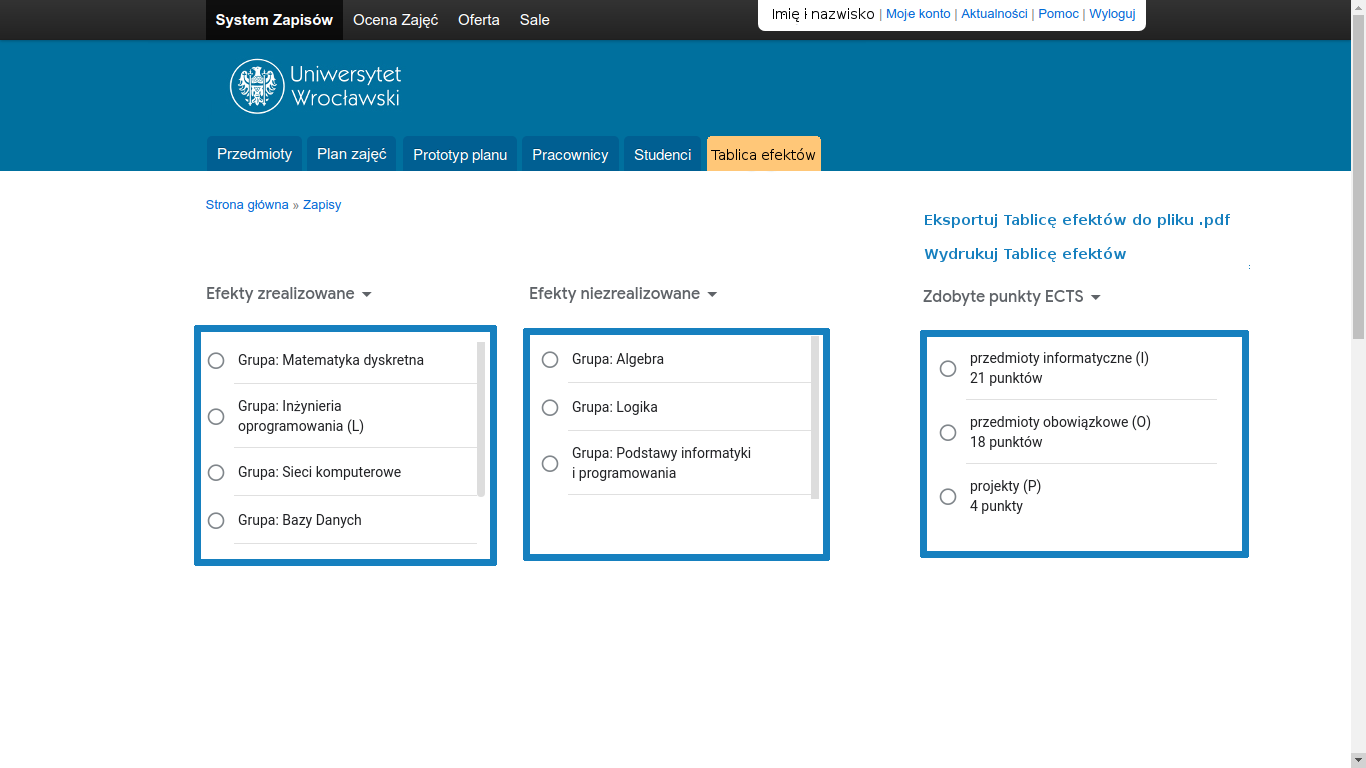 System Zapisów Ocena Zajęć Oferta Sale
Imię i nazwisko | Moje konto | Aktualności | Pomoc | Wyloguj
Uniwersytet
Wrocławski
Przedmioty Plan zajęć Prototyp planu Pracownicy Studenci Tablica efektów
Strona główna » Zapisy
Eksportuj Tablicę efektów do pliku .pdf
Wydrukuj Tablicę efektów
Efekty zrealizowane
Grupa: Matematyka dyskretna
Grupa: Inżynieria
oprogramowania (L)
Grupa: Sieci komputerowe
Grupa: Bazy Danych
Efekty niezrealizowane
Grupa: Algebra
Grupa: Logika
Grupa: Podstawy informatyki
i programowania
Zdobyte punkty ECTS
przedmioty informatyczne (I)
21 punktów
przedmioty obowiązkowe (O)
18 punktów
projekty (P)
4 punkty